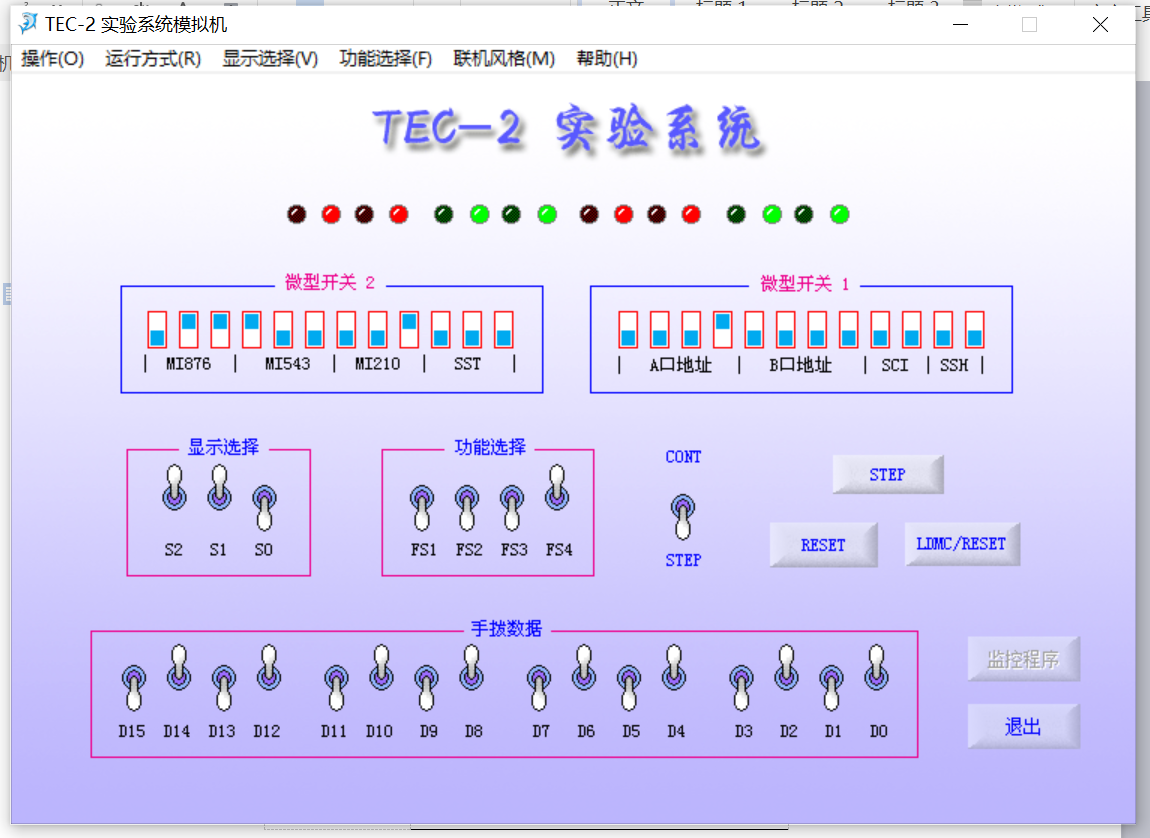 TEC-2 实验系统模拟机
操作(O) 运行方式(R) 显示选择(V) 功能选择(F) 联机风格(M) 帮助(H)
TEC-2 实验系统
微型开关 2
微型开关 1
| MI876 | MI543 | MI210 | SST |
| A口地址 | B口地址 | SCI | SSH |
显示选择
功能选择
CONT
STEP
S2 S1 S0
FS1 FS2 FS3 FS4
STEP
RESET
LDMC/RESET
手拨数据
D15 D14 D13 D12 D11 D10 D9 D8 D7 D6 D5 D4 D3 D2 D1 D0
监控程序
退出